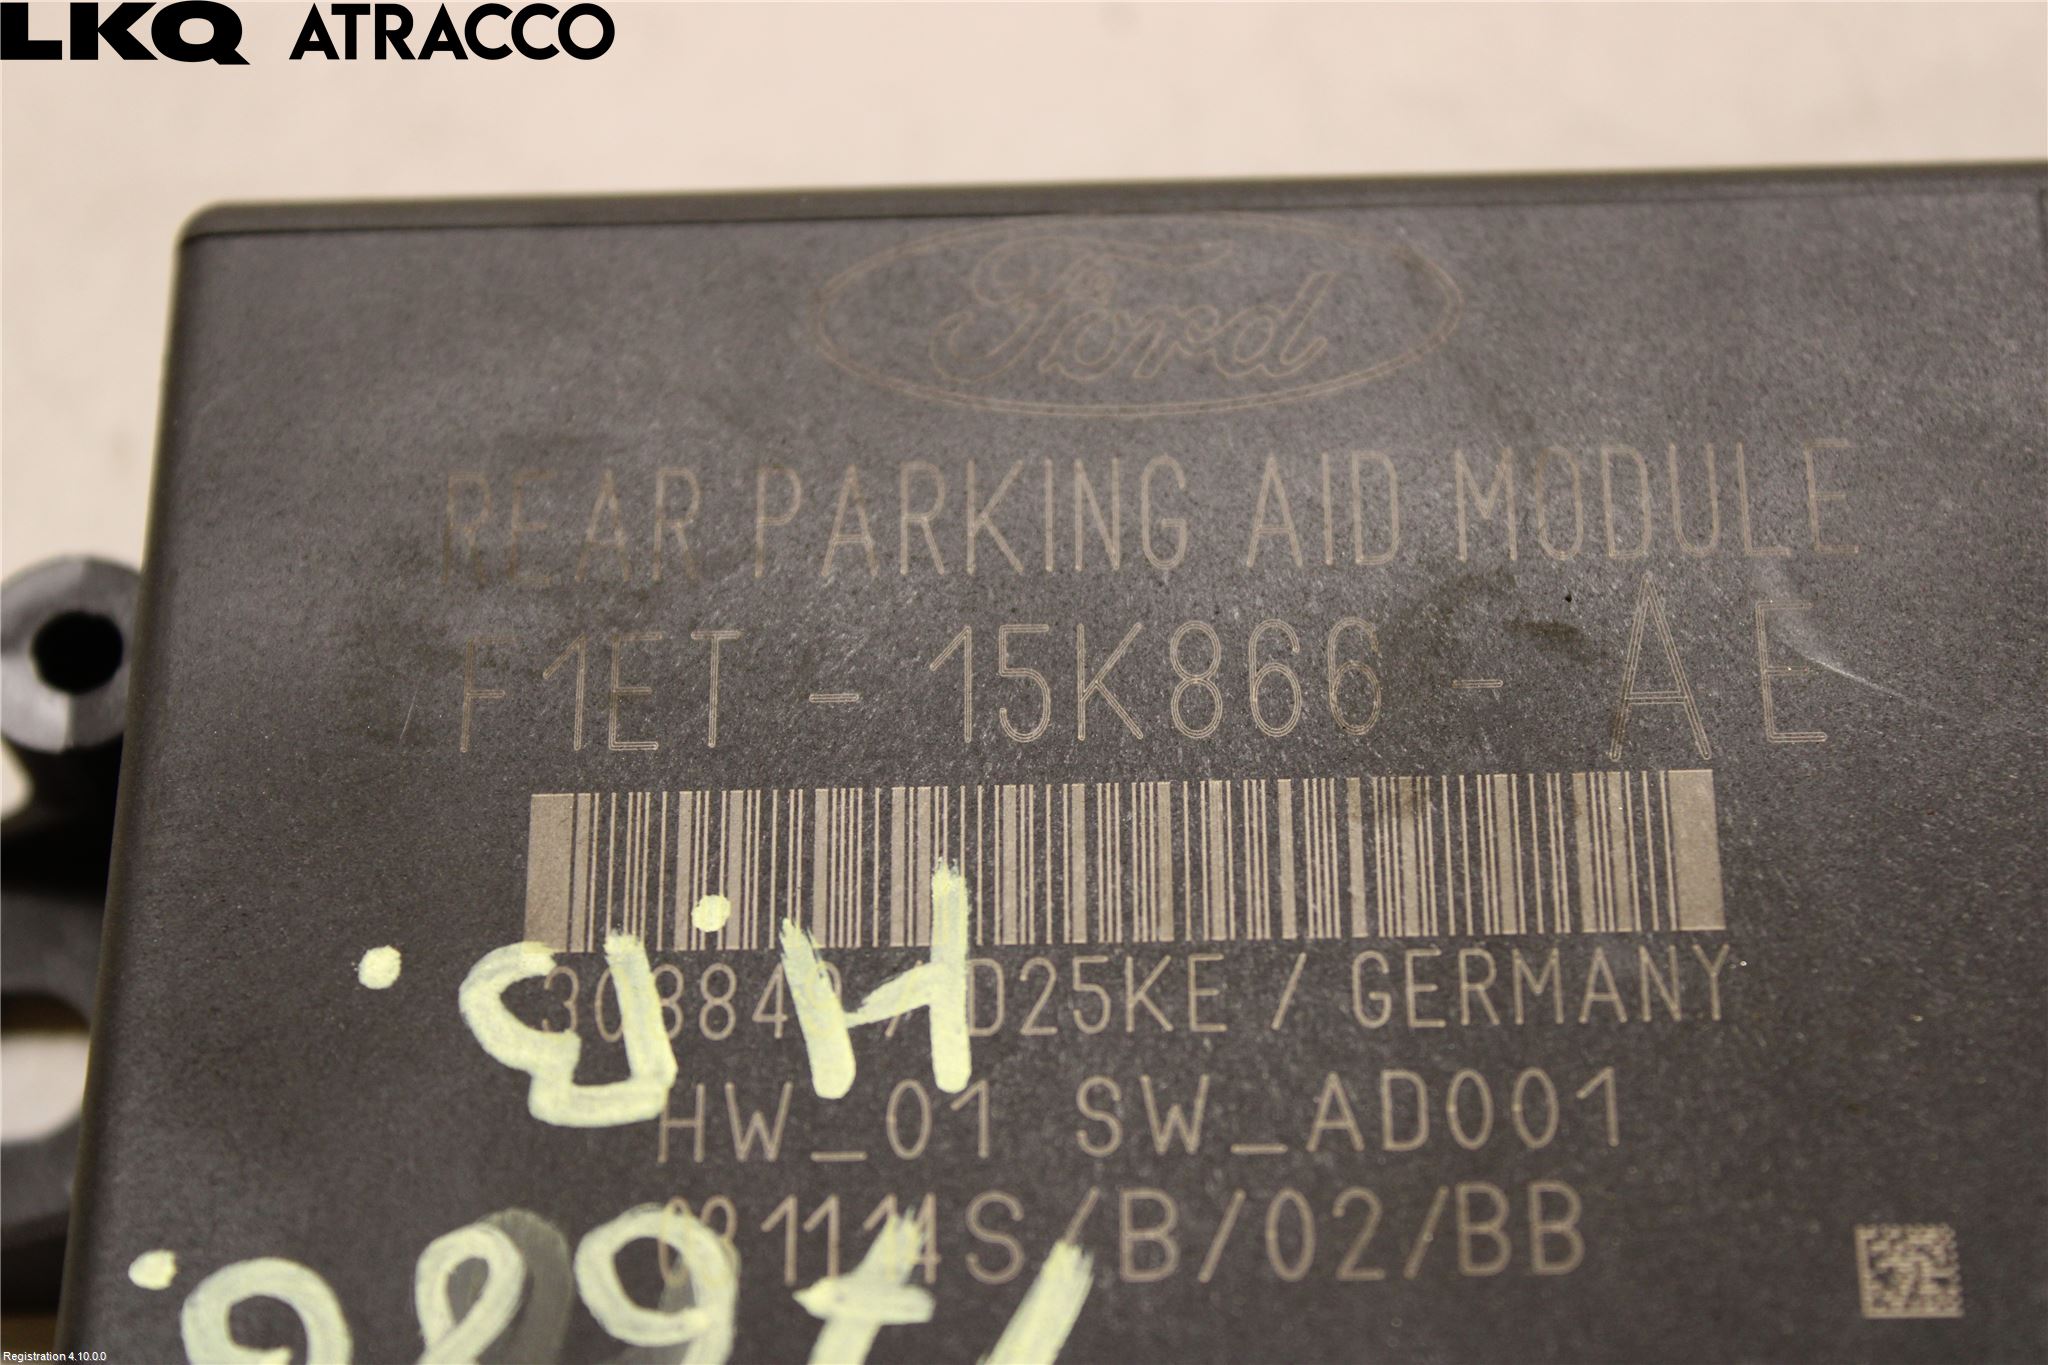 LKQ ATRACCO
Ford
REAR PARKING AID MODULE
F1ET - 15K866 - AE
/ D25KE / GERMANY
HW_01 SW_AD001
S/B/02/BB
Registration 4.10.0.0